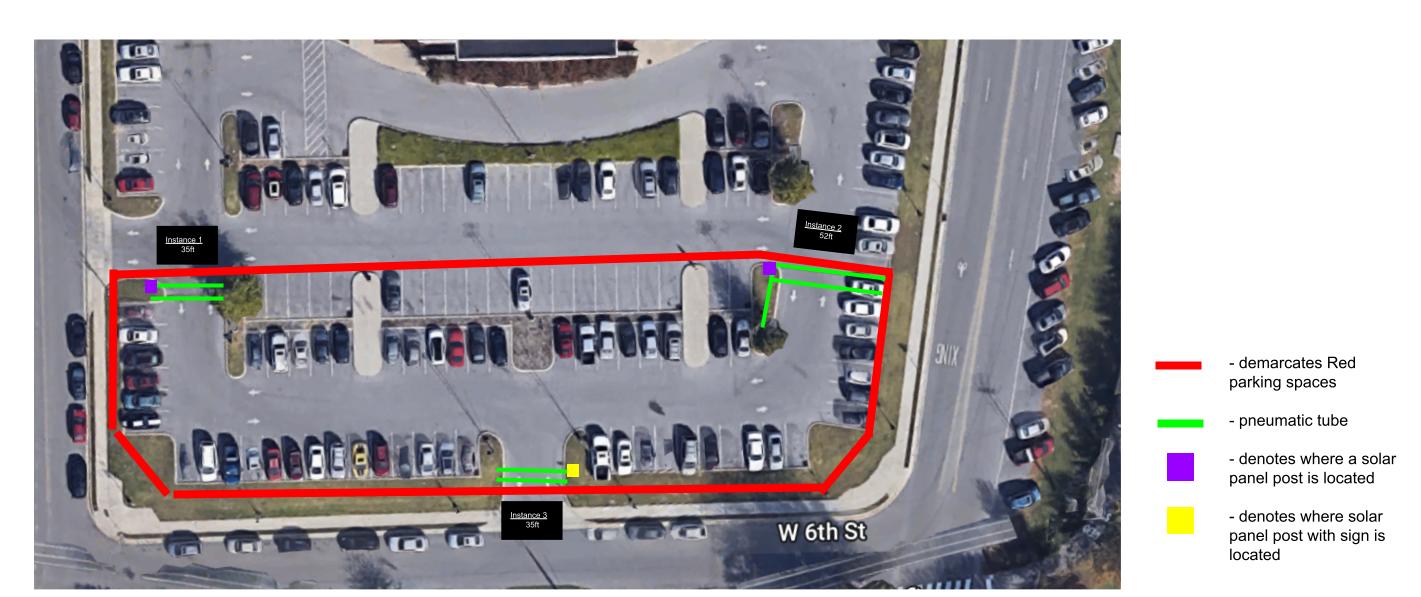 Instance 1
35ft
Instance 2
52ft
Instance 3
35ft
W 6th St
XING
- demarcates Red
parking spaces
- pneumatic tube
- denotes where a solar
panel post is located
- denotes where solar
panel post with sign is
located